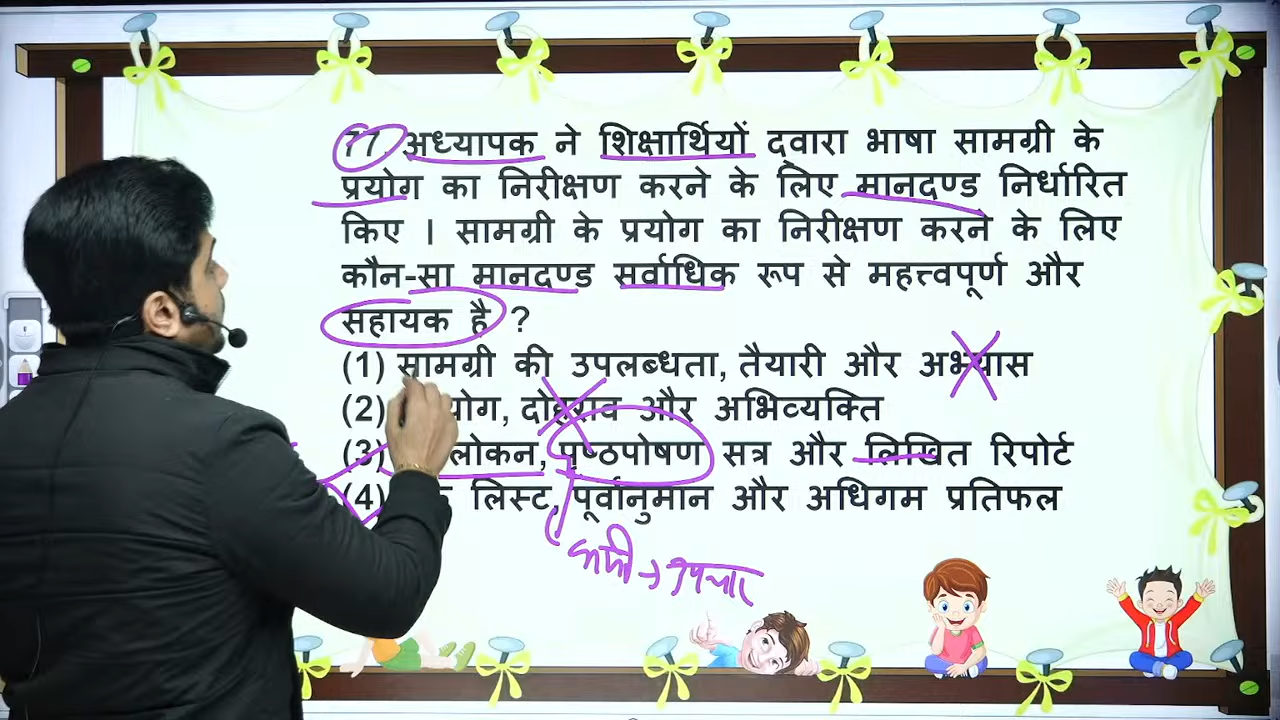 77. अध्यापक ने शिक्षार्थियों द्वारा भाषा सामग्री के
प्रयोग का निरीक्षण करने के लिए मानदण्ड निर्धारित
किए । सामग्री के प्रयोग का निरीक्षण करने के लिए
कौन-सा मानदण्ड सर्वाधिक रूप से महत्त्वपूर्ण और
सहायक है ?
(1) सामग्री की उपलब्धता, तैयारी और अभ्यास
(2) दोहराव और अभिव्यक्ति
(3) पृष्ठपोषण सत्र और लिखित रिपोर्ट
(4) लिस्ट, पूर्वानुमान और अधिगम प्रतिफल
कमी → उपचार